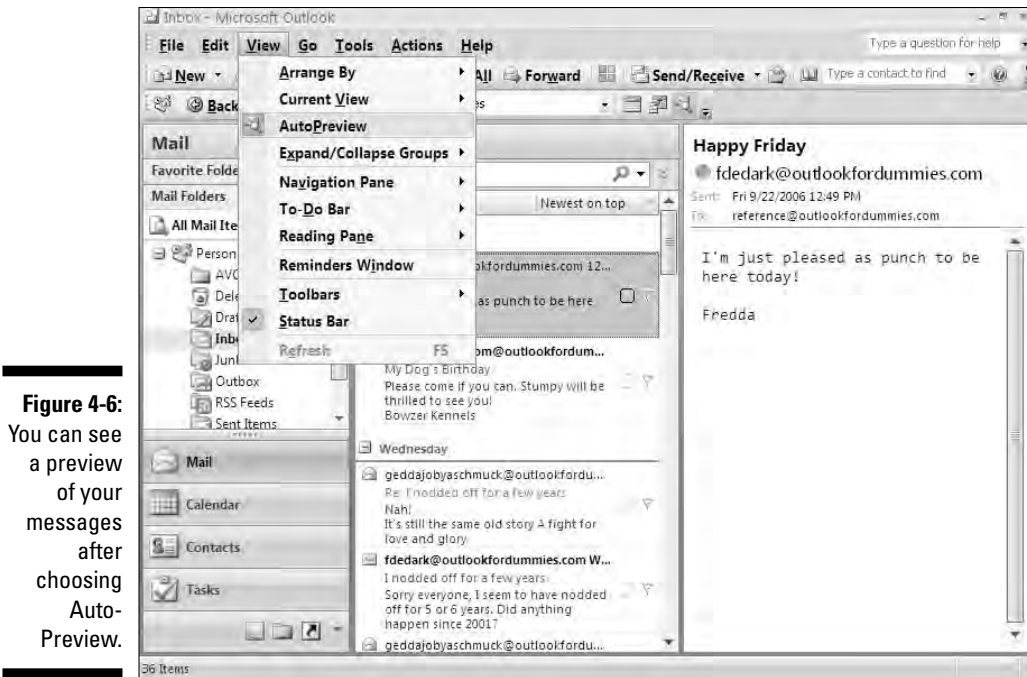 Inbox - Microsoft Outlook
File Edit View Go Tools Actions Help
Type a question for help
New
All Forward Send/Receive Type a contact to find
Back
es
Arrange By
Current View
AutoPreview
Expand/Collapse Groups
Navigation Pane
To-Do Bar
Reading Pane
Reminders Window
Toolbars
Status Bar
Refresh F5
Mail
Favorite Folde
Mail Folders
All Mail Ite
Person
AVG
Dele
Draf
Inbo
Junk
Outbox
RSS Feeds
Sent Items
Mail
Calendar
Contacts
Tasks
36 Items
Newest on top
okfordummies.com 12...
as punch to be here
om@outlookfordum...
My Dog's Birthday
Please come if you can. Stumpy will be
thrilled to see you!
Bowzer Kennels
Wednesday
geddajobyaschmuck@outlookfordu...
Re: I nodded off for a few years
Nah!
It's still the same old story A fight for
love and glory
fdedark@outlookfordummies.com W...
I nodded off for a few years
Sorry everyone, I seem to have nodded
off for 5 or 6 years. Did anything
happen since 2001?
geddajobyaschmuck@outlookfordu...
Happy Friday
fdedark@outlookfordummies.com
Sent: Fri 9/22/2006 12:49 PM
To: reference@outlookfordummies.com
I'm just pleased as punch to be
here today!
Fredda
Figure 4-6:
You can see
a preview
of your
messages
after
choosing
Auto-
Preview.